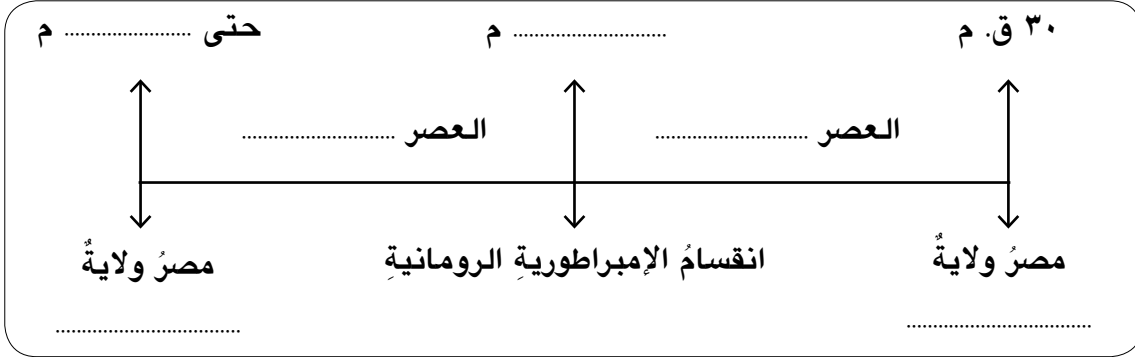 ٣٠ ق. م
........................... م
حتى ....................... م
العصر ...........................
العصر ...........................
مصرُ ولايةٌ
انقسامُ الإمبراطوريةِ الرومانيةِ
مصرُ ولايةٌ
.................................
.................................